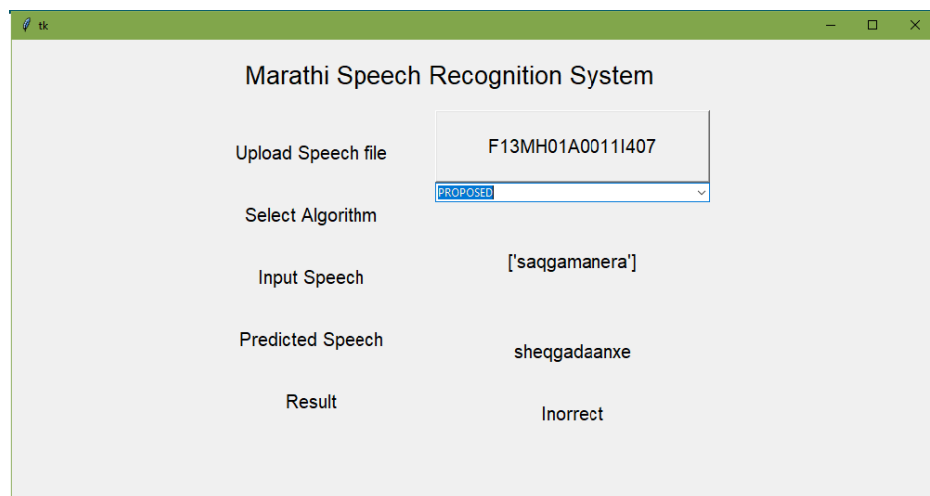 tk
Marathi Speech Recognition System
Upload Speech file
F13MH01A0011I407
Select Algorithm
PROPOSED
Input Speech
['saqgamanera']
Predicted Speech
sheqgadaanxe
Result
Inorrect